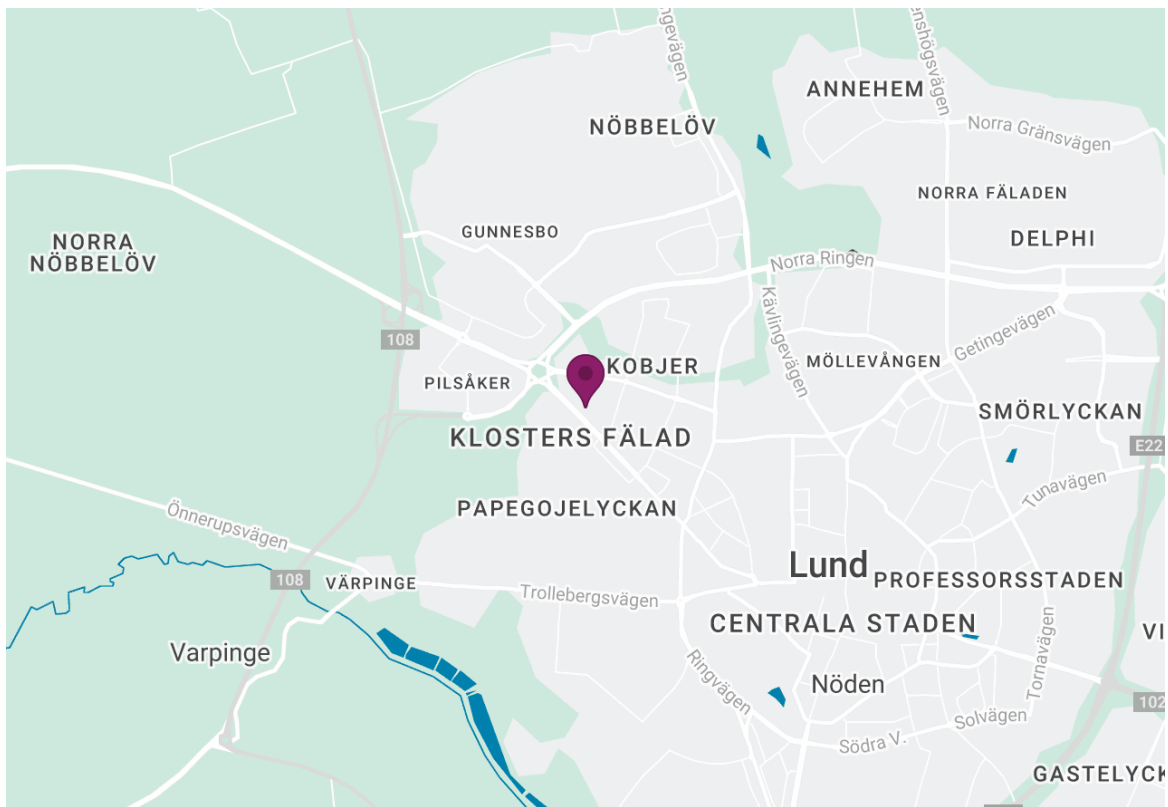 ngevägen
enshögsvägen
ANNEHEM
NÖBBELÖV
Norra Gränsvägen
NORRA FÄLADEN
GUNNESBO
NORRA
NÖBBELÖV
DELPHI
Norra Ringen
Kävlingevägen
108
Getingevägen
KOBJER
MÖLLEVÅNGEN
PILSÅKER
SMÖRLYCKAN
KLOSTERS FÄLAD
E22
Tunavägen
PAPEGOJELYCKAN
Önnerupsvägen
Lund
108
VÄRPINGE
PROFESSORSSTADEN
Trollebergsvägen
CENTRALA STADEN
VI
Varpinge
Tornavägen
Ringvägen
Nöden
102
Solvägen
Södra V.
GASTELYCK